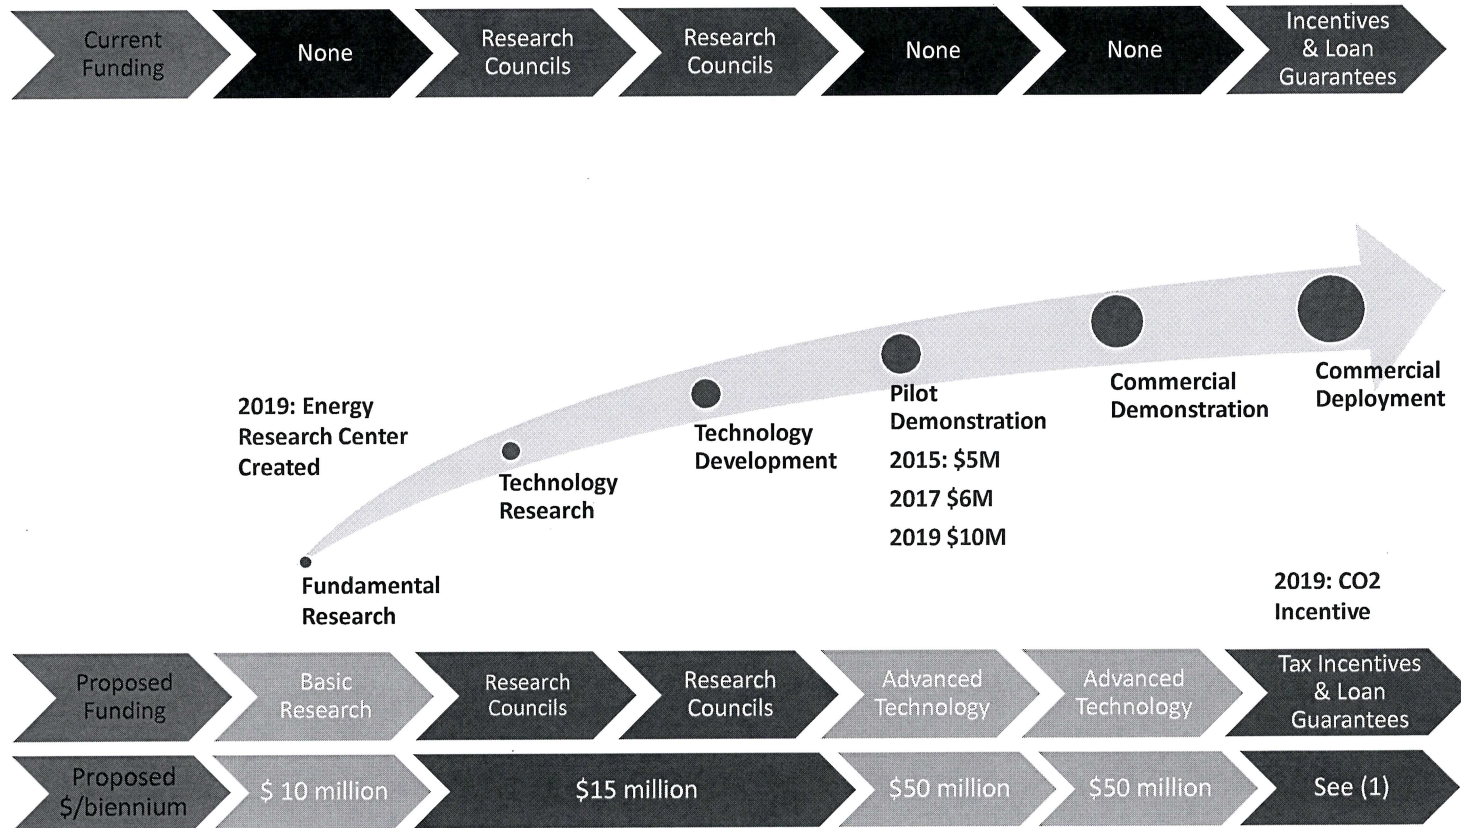 Current
Funding
None
Research
Councils
Research
Councils
None
None
Incentives
& Loan
Guarantees
2019: Energy
Research Center
Created
Fundamental
Research
Technology
Research
Technology
Development
Pilot
Demonstration
2015: $5M
2017 $6M
2019 $10M
Commercial
Demonstration
Commercial
Deployment
2019: CO2
Incentive
Proposed
Funding
Basic
Research
Research
Councils
Research
Councils
Advanced
Technology
Advanced
Technology
Tax Incentives
& Loan
Guarantees
Proposed
$/biennium
$ 10 million
$15 million
$50 million
$50 million
See (1)